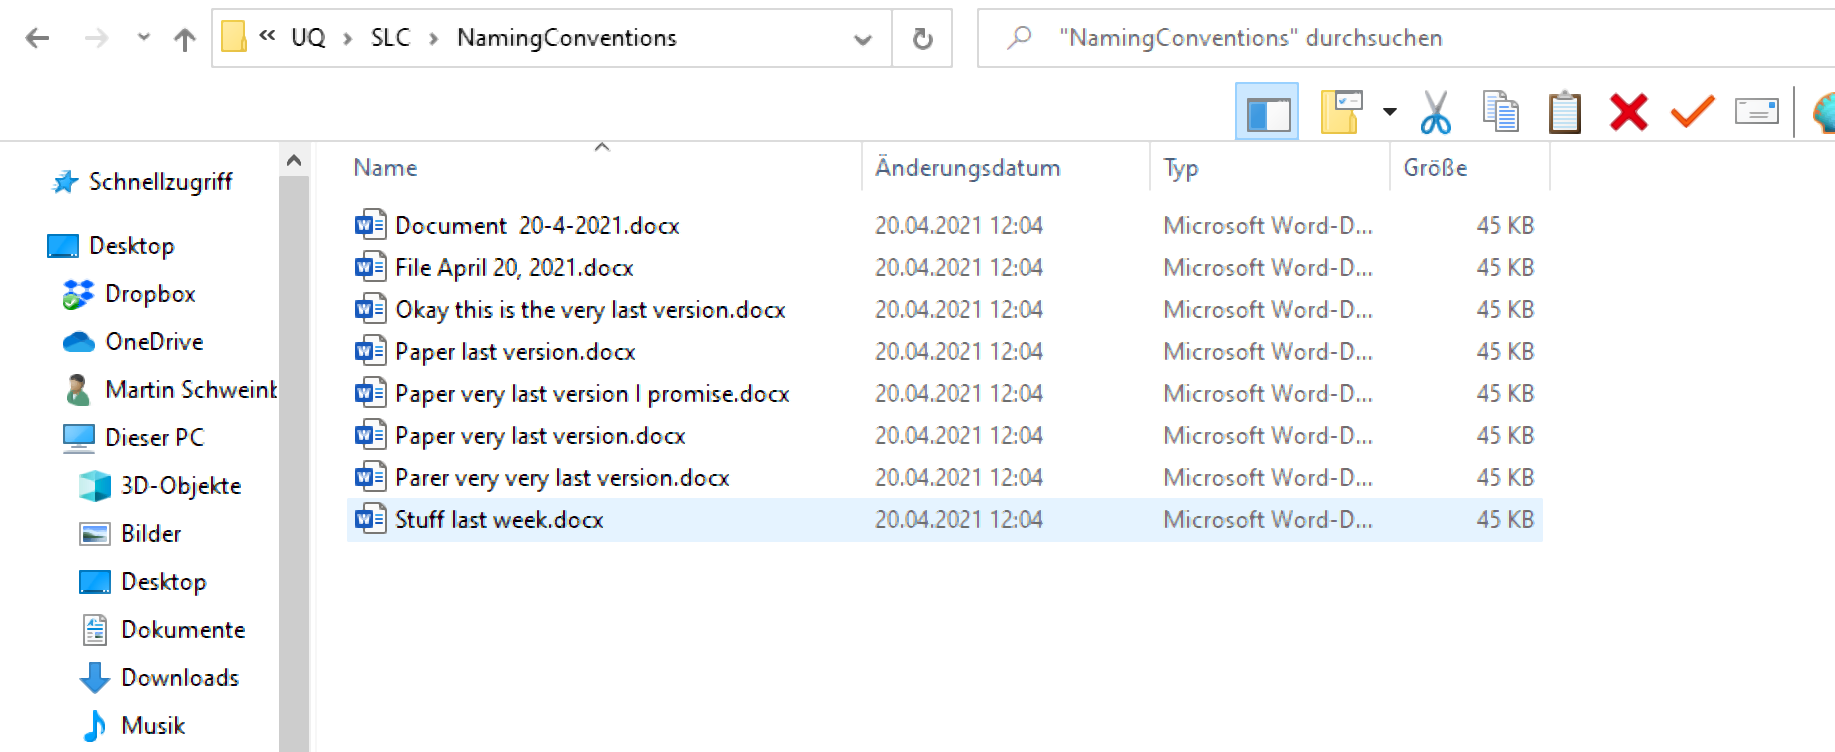 « UQ › SLC › NamingConventions "NamingConventions" durchsuchen
Name Änderungsdatum Typ Größe
Schnellzugriff
Desktop
Dropbox
OneDrive
Martin Schweinb
Dieser PC
3D-Objekte
Bilder
Desktop
Dokumente
Downloads
Musik
Document  20-4-2021.docx 20.04.2021 12:04 Microsoft Word-D... 45 KB
File April 20, 2021.docx 20.04.2021 12:04 Microsoft Word-D... 45 KB
Okay this is the very last version.docx 20.04.2021 12:04 Microsoft Word-D... 45 KB
Paper last version.docx 20.04.2021 12:04 Microsoft Word-D... 45 KB
Paper very last version I promise.docx 20.04.2021 12:04 Microsoft Word-D... 45 KB
Paper very last version.docx 20.04.2021 12:04 Microsoft Word-D... 45 KB
Parer very very last version.docx 20.04.2021 12:04 Microsoft Word-D... 45 KB
Stuff last week.docx 20.04.2021 12:04 Microsoft Word-D... 45 KB